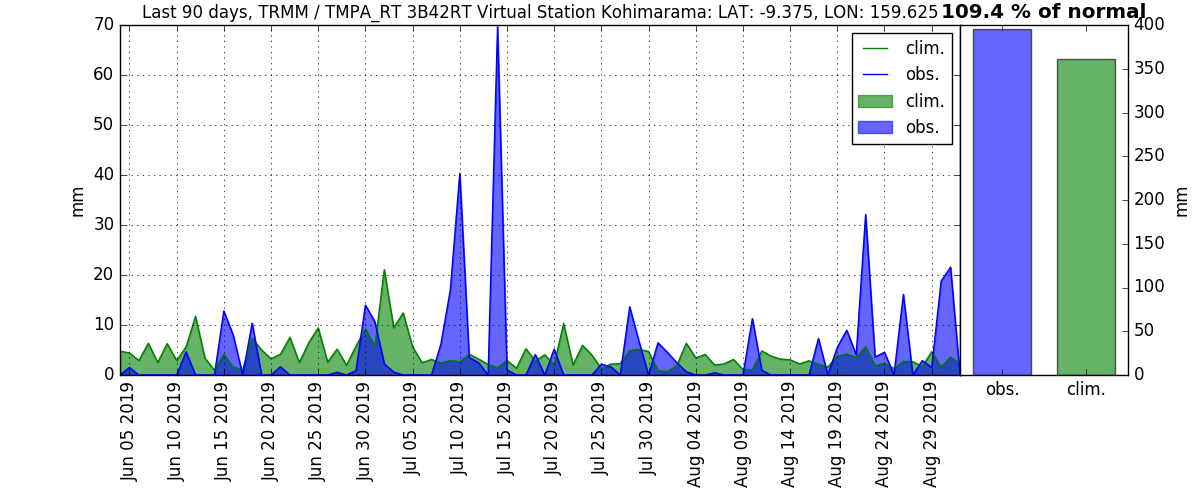 Last 90 days, TRMM / TMPA_RT 3B42RT Virtual Station Kohimarama: LAT: -9.375, LON: 159.625 109.4 % of normal
70
60
50
40
30
20
10
0
mm
clim.
obs.
clim.
obs.
400
350
300
250
200
150
100
50
0
mm
obs.
clim.
Jun 05 2019
Jun 10 2019
Jun 15 2019
Jun 20 2019
Jun 25 2019
Jun 30 2019
Jul 05 2019
Jul 10 2019
Jul 15 2019
Jul 20 2019
Jul 25 2019
Jul 30 2019
Aug 04 2019
Aug 09 2019
Aug 14 2019
Aug 19 2019
Aug 24 2019
Aug 29 2019